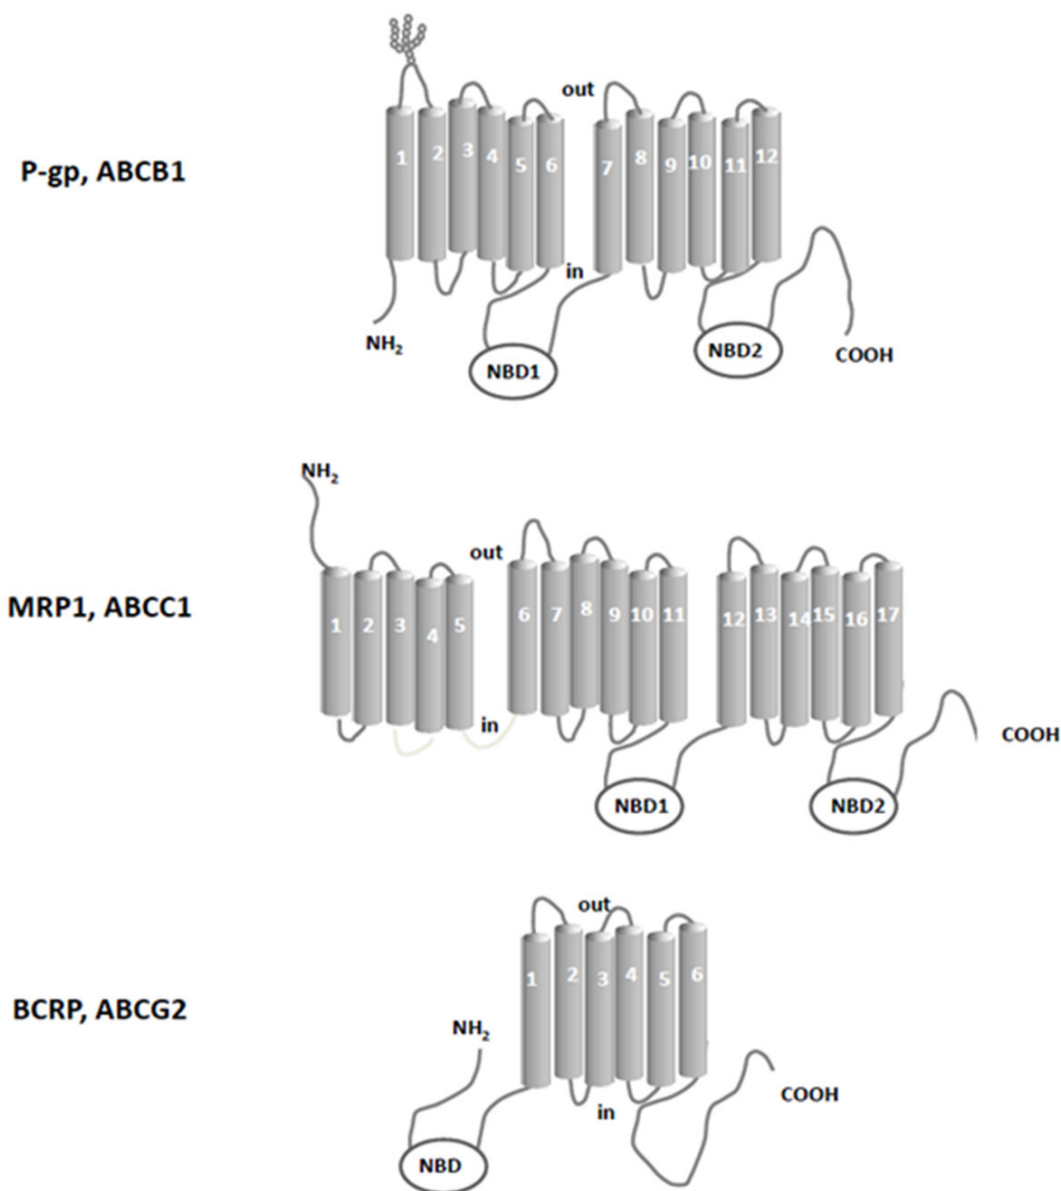 P-gp, ABCB1
out
1 2 3 4 5 6 7 8 9 10 11 12
in
NH2
NBD1
NBD2
COOH
NH2
out
MRP1, ABCC1
1 2 3 4 5 6 7 8 9 10 11 12 13 14 15 16 17
in
COOH
NBD1
NBD2
out
1 2 3 4 5 6
BCRP, ABCG2
NH2
COOH
in
NBD